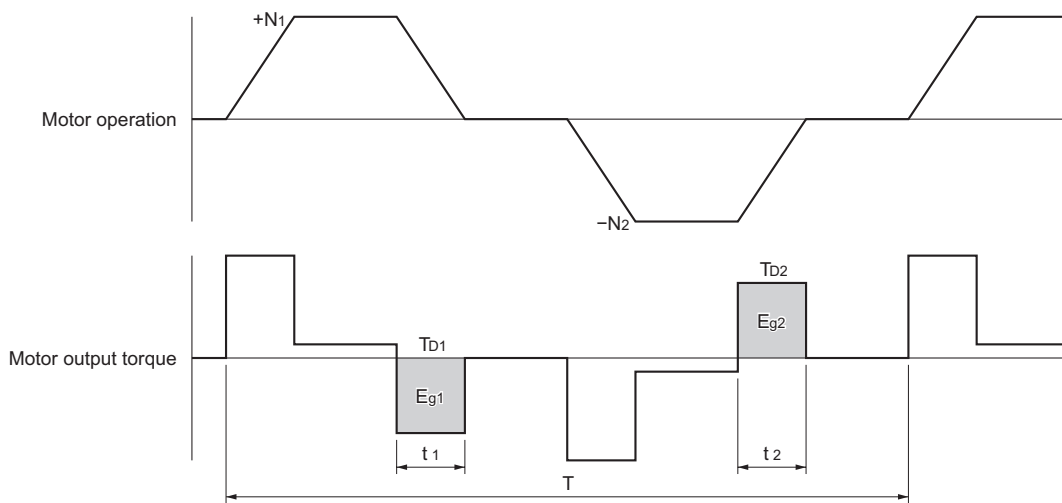 +N1
Motor operation
−N2
TD2
Eg2
Motor output torque
TD1
Eg1
t1
t2
T